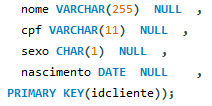 nome VARCHAR(255) NULL ,
cpf VARCHAR(11) NULL ,
sexo CHAR(1) NULL ,
nascimento DATE NULL ,
PRIMARY KEY(idcliente));